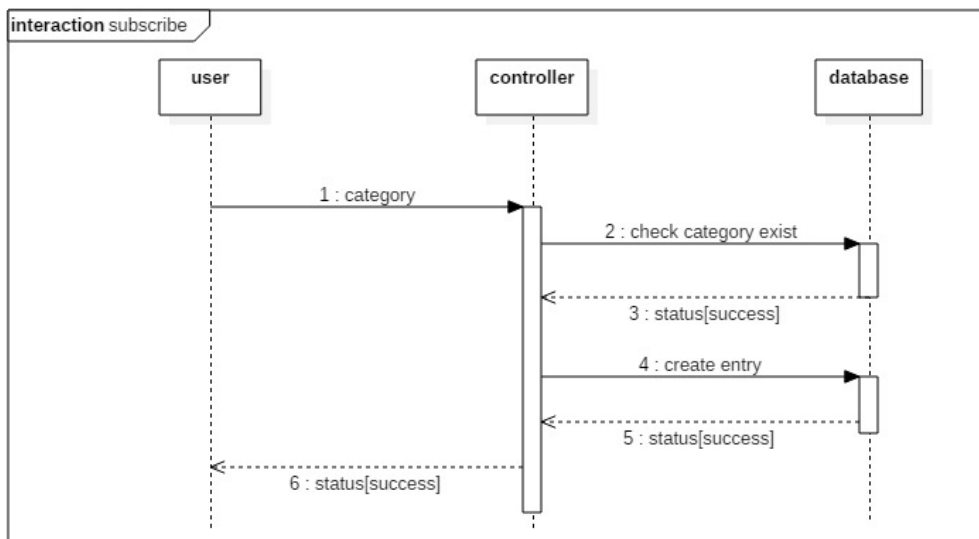 interaction subscribe
user
controller
database
1 : category
2 : check category exist
3 : status[success]
4 : create entry
5 : status[success]
6 : status[success]